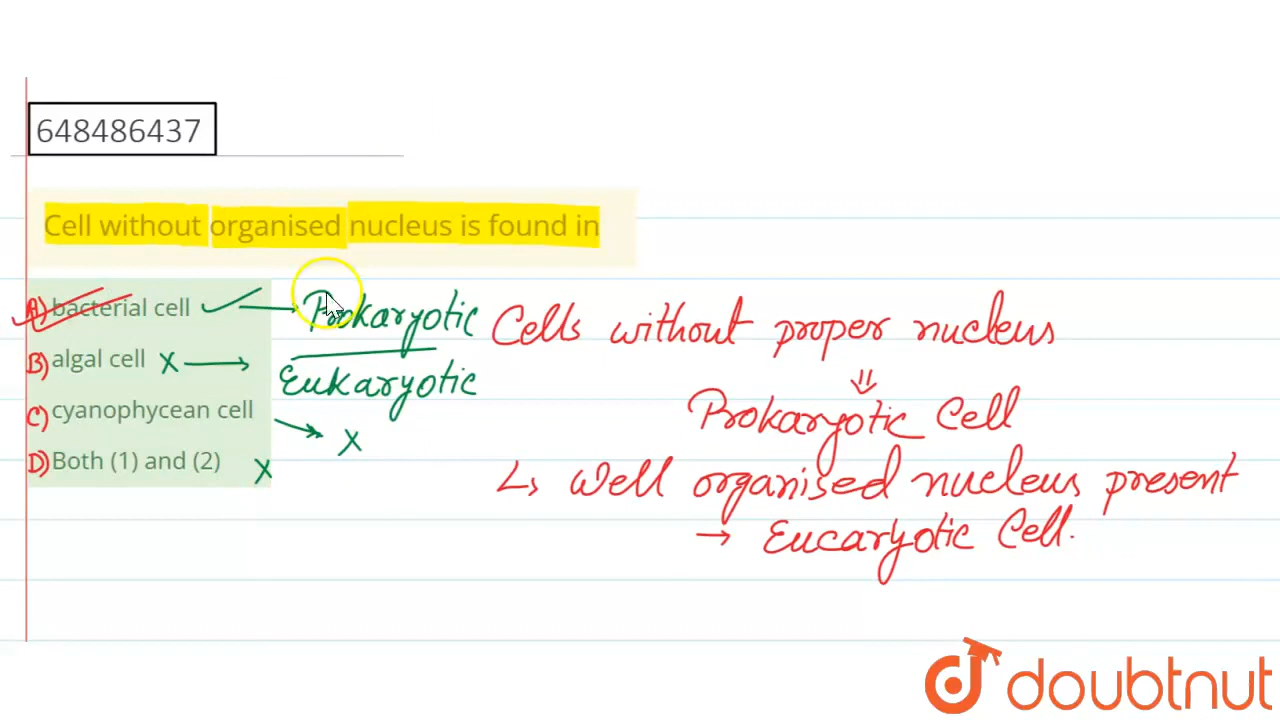 648486437
Cell without organised nucleus is found in
A) bacterial cell ✓ → Prokaryotic
B) algal cell X → Eukaryotic
C) cyanophycean cell → X
D) Both (1) and (2) X
Cells without proper nucleus
⇓
Prokaryotic Cell
↳ Well organised nucleus present
→ Eucaryotic Cell.
doubtnut